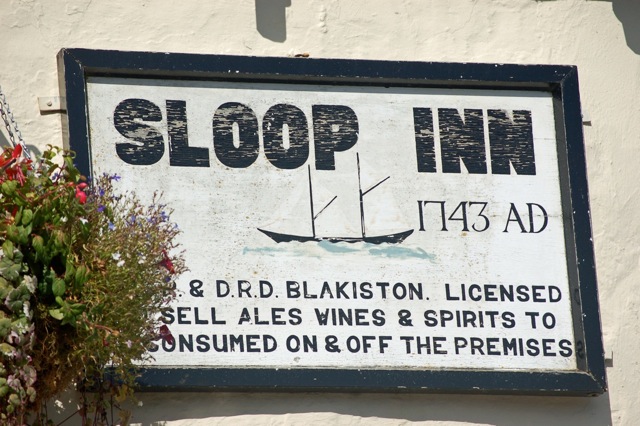 SLOOP INN
1743 AD
& D.R.D. BLAKISTON. LICENSED
SELL ALES WINES & SPIRITS TO
CONSUMED ON & OFF THE PREMISES